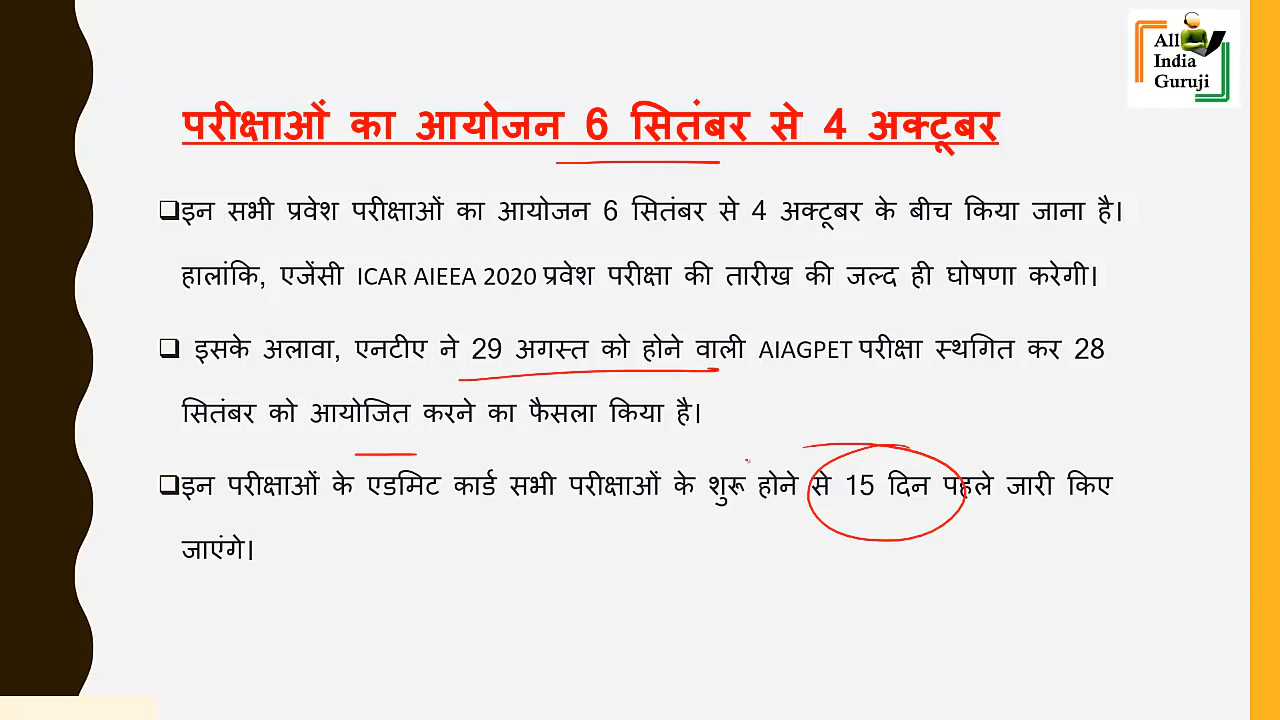 All
India
Guruji
परीक्षाओं का आयोजन 6 सितंबर से 4 अक्टूबर
इन सभी प्रवेश परीक्षाओं का आयोजन 6 सितंबर से 4 अक्टूबर के बीच किया जाना है।
हालांकि, एजेंसी ICAR AIEEA 2020 प्रवेश परीक्षा की तारीख की जल्द ही घोषणा करेगी।
इसके अलावा, एनटीए ने 29 अगस्त को होने वाली AIAGPET परीक्षा स्थगित कर 28
सितंबर को आयोजित करने का फैसला किया है।
इन परीक्षाओं के एडमिट कार्ड सभी परीक्षाओं के शुरू होने से 15 दिन पहले जारी किए
जाएंगे।